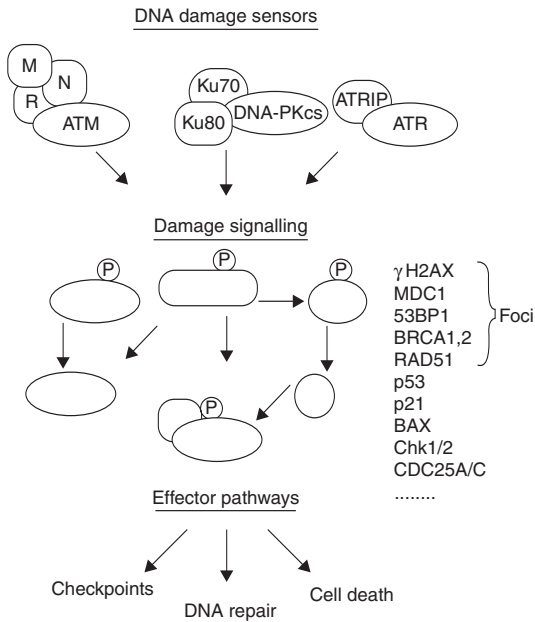 DNA damage sensors
M
N
R
ATM
Ku70
Ku80
DNA-PKcs
ATRIP
ATR
Damage signalling
P
P
P
P
γH2AX
MDC1
53BP1
BRCA1,2
RAD51
Foci
p53
p21
BAX
Chk1/2
CDC25A/C
........
Effector pathways
Checkpoints
DNA repair
Cell death